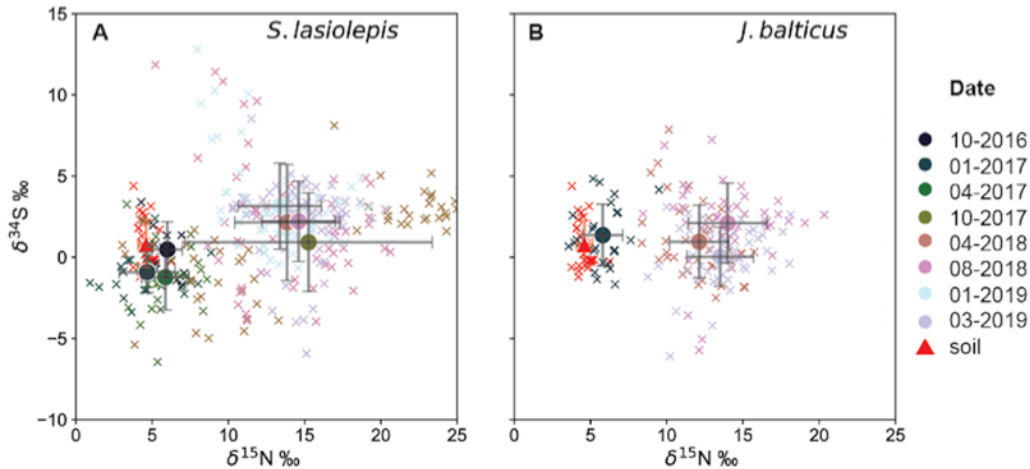 A
S. lasiolepis
15
10
5
0
−5
−10
δ³⁴S ‰
0 5 10 15 20 25
δ¹⁵N ‰
B
J. balticus
0 5 10 15 20 25
δ¹⁵N ‰
Date
10-2016
01-2017
04-2017
10-2017
04-2018
08-2018
01-2019
03-2019
soil